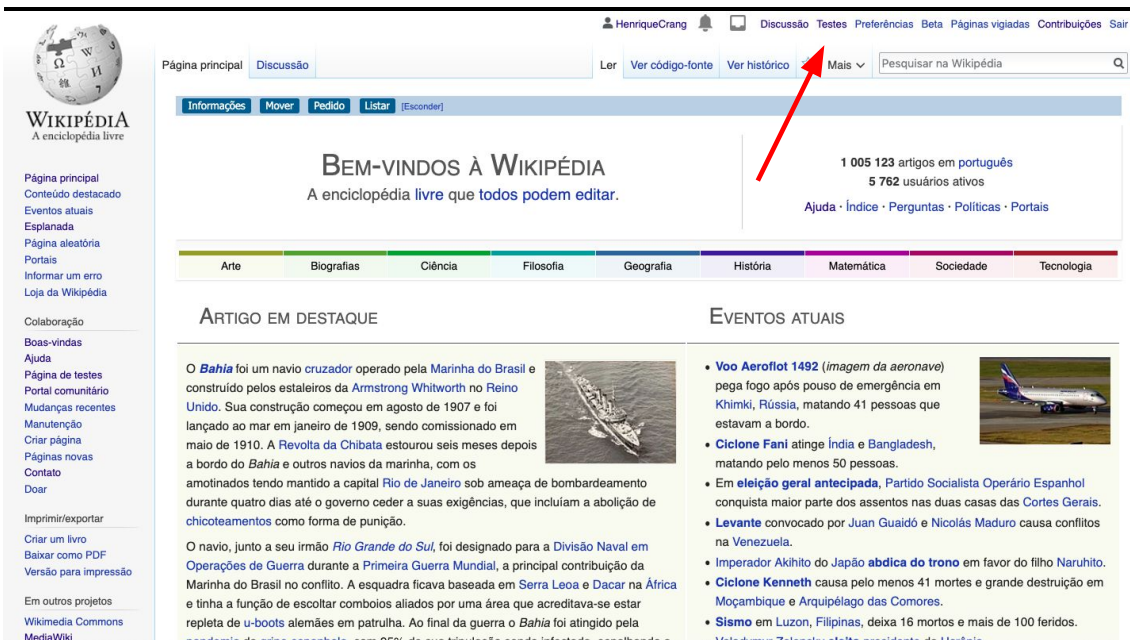 HenriqueCrang Discussão Testes Preferências Beta Páginas vigiadas Contribuições Sair
Página principal Discussão Ler Ver código-fonte Ver histórico Mais Pesquisar na Wikipédia
WIKIPÉDIA
A enciclopédia livre
Página principal
Conteúdo destacado
Eventos atuais
Esplanada
Página aleatória
Portais
Informar um erro
Loja da Wikipédia
Colaboração
Boas-vindas
Ajuda
Página de testes
Portal comunitário
Mudanças recentes
Manutenção
Criar página
Páginas novas
Contato
Doar
Imprimir/exportar
Criar um livro
Baixar como PDF
Versão para impressão
Em outros projetos
Wikimedia Commons
MediaWiki
Informações Mover Pedido Listar [Esconder]
BEM-VINDOS À WIKIPÉDIA
A enciclopédia livre que todos podem editar.
1 005 123 artigos em português
5 762 usuários ativos
Ajuda · Índice · Perguntas · Políticas · Portais
Arte Biografias Ciência Filosofia Geografia História Matemática Sociedade Tecnologia
ARTIGO EM DESTAQUE
O Bahia foi um navio cruzador operado pela Marinha do Brasil e
construído pelos estaleiros da Armstrong Whitworth no Reino
Unido. Sua construção começou em agosto de 1907 e foi
lançado ao mar em janeiro de 1909, sendo comissionado em
maio de 1910. A Revolta da Chibata estourou seis meses depois
a bordo do Bahia e outros navios da marinha, com os
amotinados tendo mantido a capital Rio de Janeiro sob ameaça de bombardeamento
durante quatro dias até o governo ceder a suas exigências, que incluíam a abolição de
chicoteamentos como forma de punição.
O navio, junto a seu irmão Rio Grande do Sul, foi designado para a Divisão Naval em
Operações de Guerra durante a Primeira Guerra Mundial, a principal contribuição da
Marinha do Brasil no conflito. A esquadra ficava baseada em Serra Leoa e Dacar na África
e tinha a função de escoltar comboios aliados por uma área que acreditava-se estar
repleta de u-boots alemães em patrulha. Ao final da guerra o Bahia foi atingido pela
EVENTOS ATUAIS
• Voo Aeroflot 1492 (imagem da aeronave)
pega fogo após pouso de emergência em
Khimki, Rússia, matando 41 pessoas que
estavam a bordo.
• Ciclone Fani atinge Índia e Bangladesh,
matando pelo menos 50 pessoas.
• Em eleição geral antecipada, Partido Socialista Operário Espanhol
conquista maior parte dos assentos nas duas casas das Cortes Gerais.
• Levante convocado por Juan Guaidó e Nicolás Maduro causa conflitos
na Venezuela.
• Imperador Akihito do Japão abdica do trono em favor do filho Naruhito.
• Ciclone Kenneth causa pelo menos 41 mortes e grande destruição em
Moçambique e Arquipélago das Comores.
• Sismo em Luzon, Filipinas, deixa 16 mortos e mais de 100 feridos.